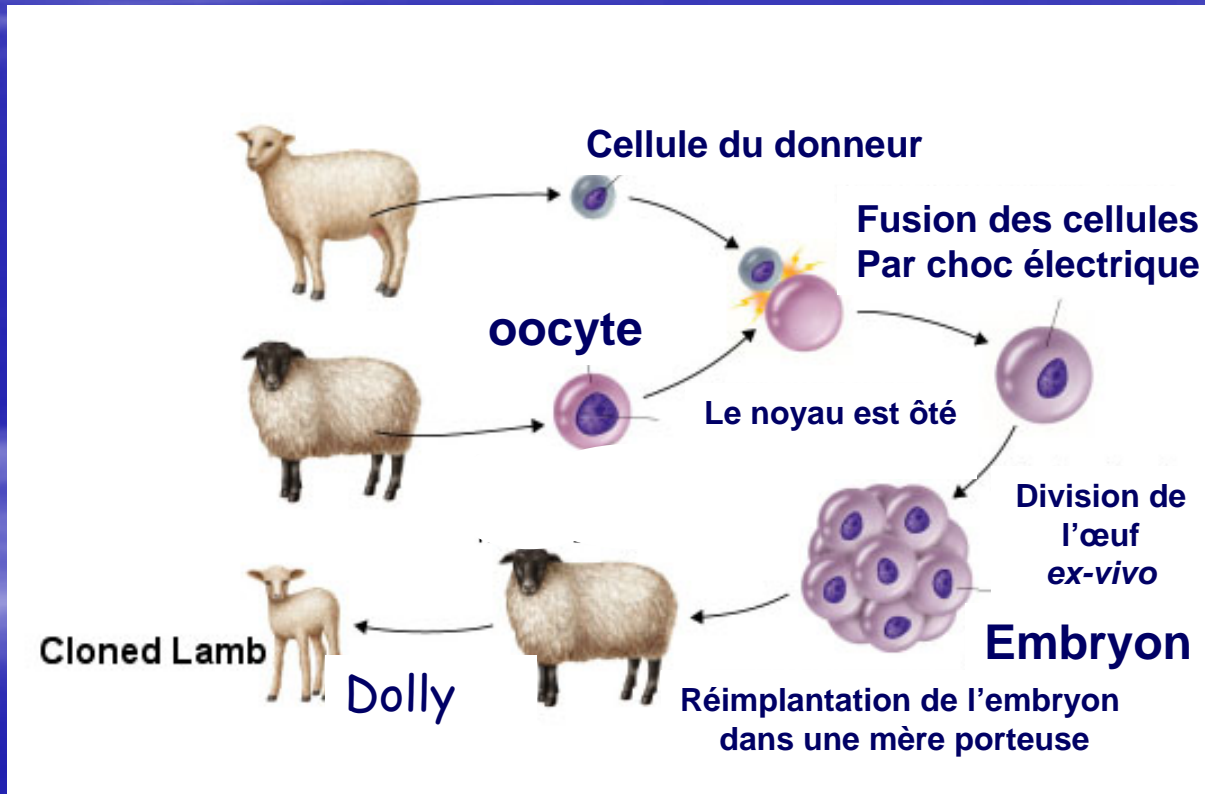 Cellule du donneur
Fusion des cellules
Par choc électrique
oocyte
Le noyau est ôté
Division de
l'œuf
ex-vivo
Embryon
Réimplantation de l'embryon
dans une mère porteuse
Cloned Lamb
Dolly